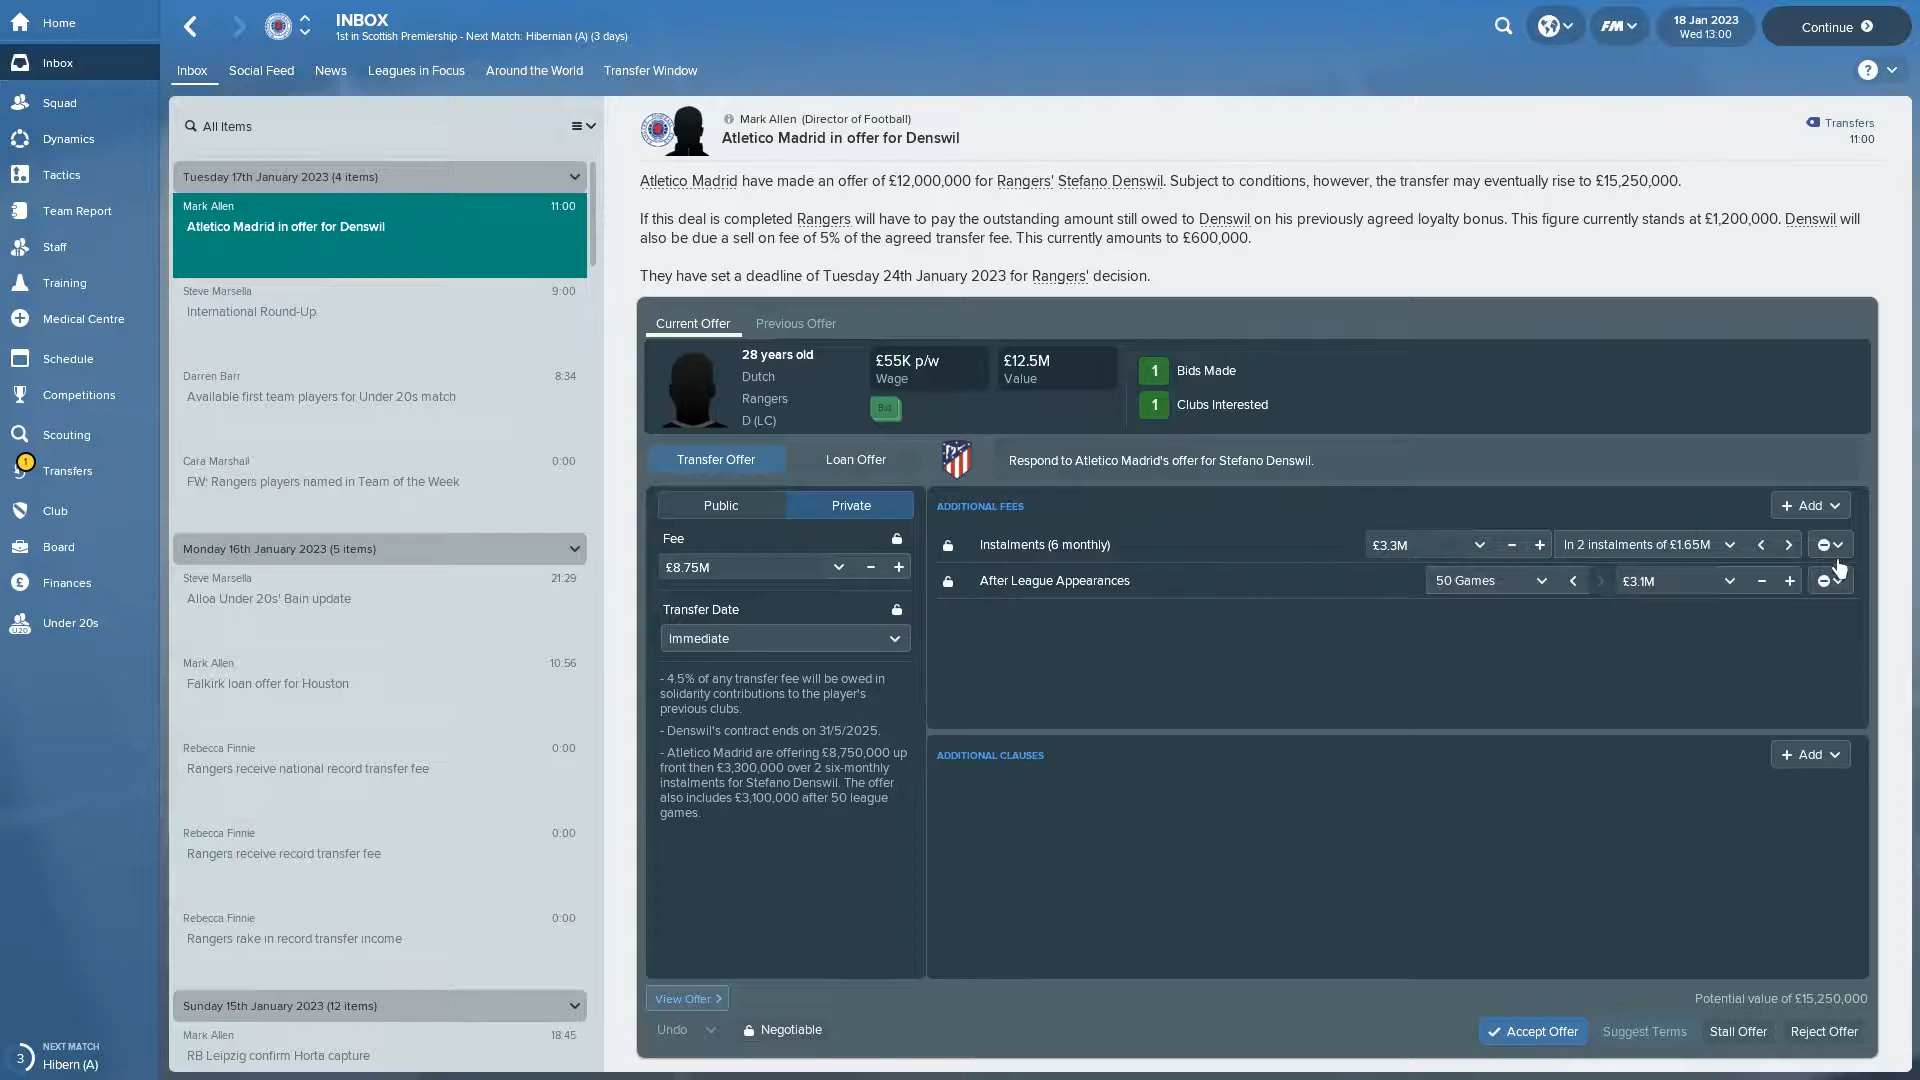 Home
Inbox
Squad
Dynamics
Tactics
Team Report
Staff
Training
Medical Centre
Schedule
Competitions
Scouting
1
Transfers
Club
Board
Finances
U20
Under 20s
3
NEXT MATCH
Hibern (A)
INBOX
1st in Scottish Premiership - Next Match: Hibernian (A) (3 days)
FM
18 Jan 2023
Wed 13:00
Continue
Inbox
Social Feed
News
Leagues in Focus
Around the World
Transfer Window
?
All Items
Tuesday 17th January 2023 (4 items)
Mark Allen
11:00
Atletico Madrid in offer for Denswil
Steve Marsella
9:00
International Round-Up
Darren Barr
8:34
Available first team players for Under 20s match
Cara Marshall
0:00
FW: Rangers players named in Team of the Week
Monday 16th January 2023 (5 items)
Steve Marsella
21:29
Alloa Under 20s' Bain update
Mark Allen
10:56
Falkirk loan offer for Houston
Rebecca Finnie
0:00
Rangers receive national record transfer fee
Rebecca Finnie
0:00
Rangers receive record transfer fee
Rebecca Finnie
0:00
Rangers rake in record transfer income
Sunday 15th January 2023 (12 items)
Mark Allen
18:45
RB Leipzig confirm Horta capture
Mark Allen (Director of Football)
Atletico Madrid in offer for Denswil
Transfers
11:00
Atletico Madrid have made an offer of £12,000,000 for Rangers' Stefano Denswil. Subject to conditions, however, the transfer may eventually rise to £15,250,000.
If this deal is completed Rangers will have to pay the outstanding amount still owed to Denswil on his previously agreed loyalty bonus. This figure currently stands at £1,200,000. Denswil will
also be due a sell on fee of 5% of the agreed transfer fee. This currently amounts to £600,000.
They have set a deadline of Tuesday 24th January 2023 for Rangers' decision.
Current Offer
Previous Offer
28 years old
Dutch
Rangers
D (LC)
£55K p/w
Wage
Bid
£12.5M
Value
1
Bids Made
1
Clubs Interested
Transfer Offer
Loan Offer
Respond to Atletico Madrid's offer for Stefano Denswil.
Public
Private
Fee
£8.75M
Transfer Date
Immediate
- 4.5% of any transfer fee will be owed in
solidarity contributions to the player's
previous clubs.
- Denswil's contract ends on 31/5/2025.
- Atletico Madrid are offering £8,750,000 up
front then £3,300,000 over 2 six-monthly
instalments for Stefano Denswil. The offer
also includes £3,100,000 after 50 league
games.
ADDITIONAL FEES
+ Add
Instalments (6 monthly)
£3.3M
- +
In 2 instalments of £1.65M
After League Appearances
50 Games
£3.1M
- +
ADDITIONAL CLAUSES
+ Add
View Offer
Potential value of £15,250,000
Undo
Negotiable
Accept Offer
Suggest Terms
Stall Offer
Reject Offer